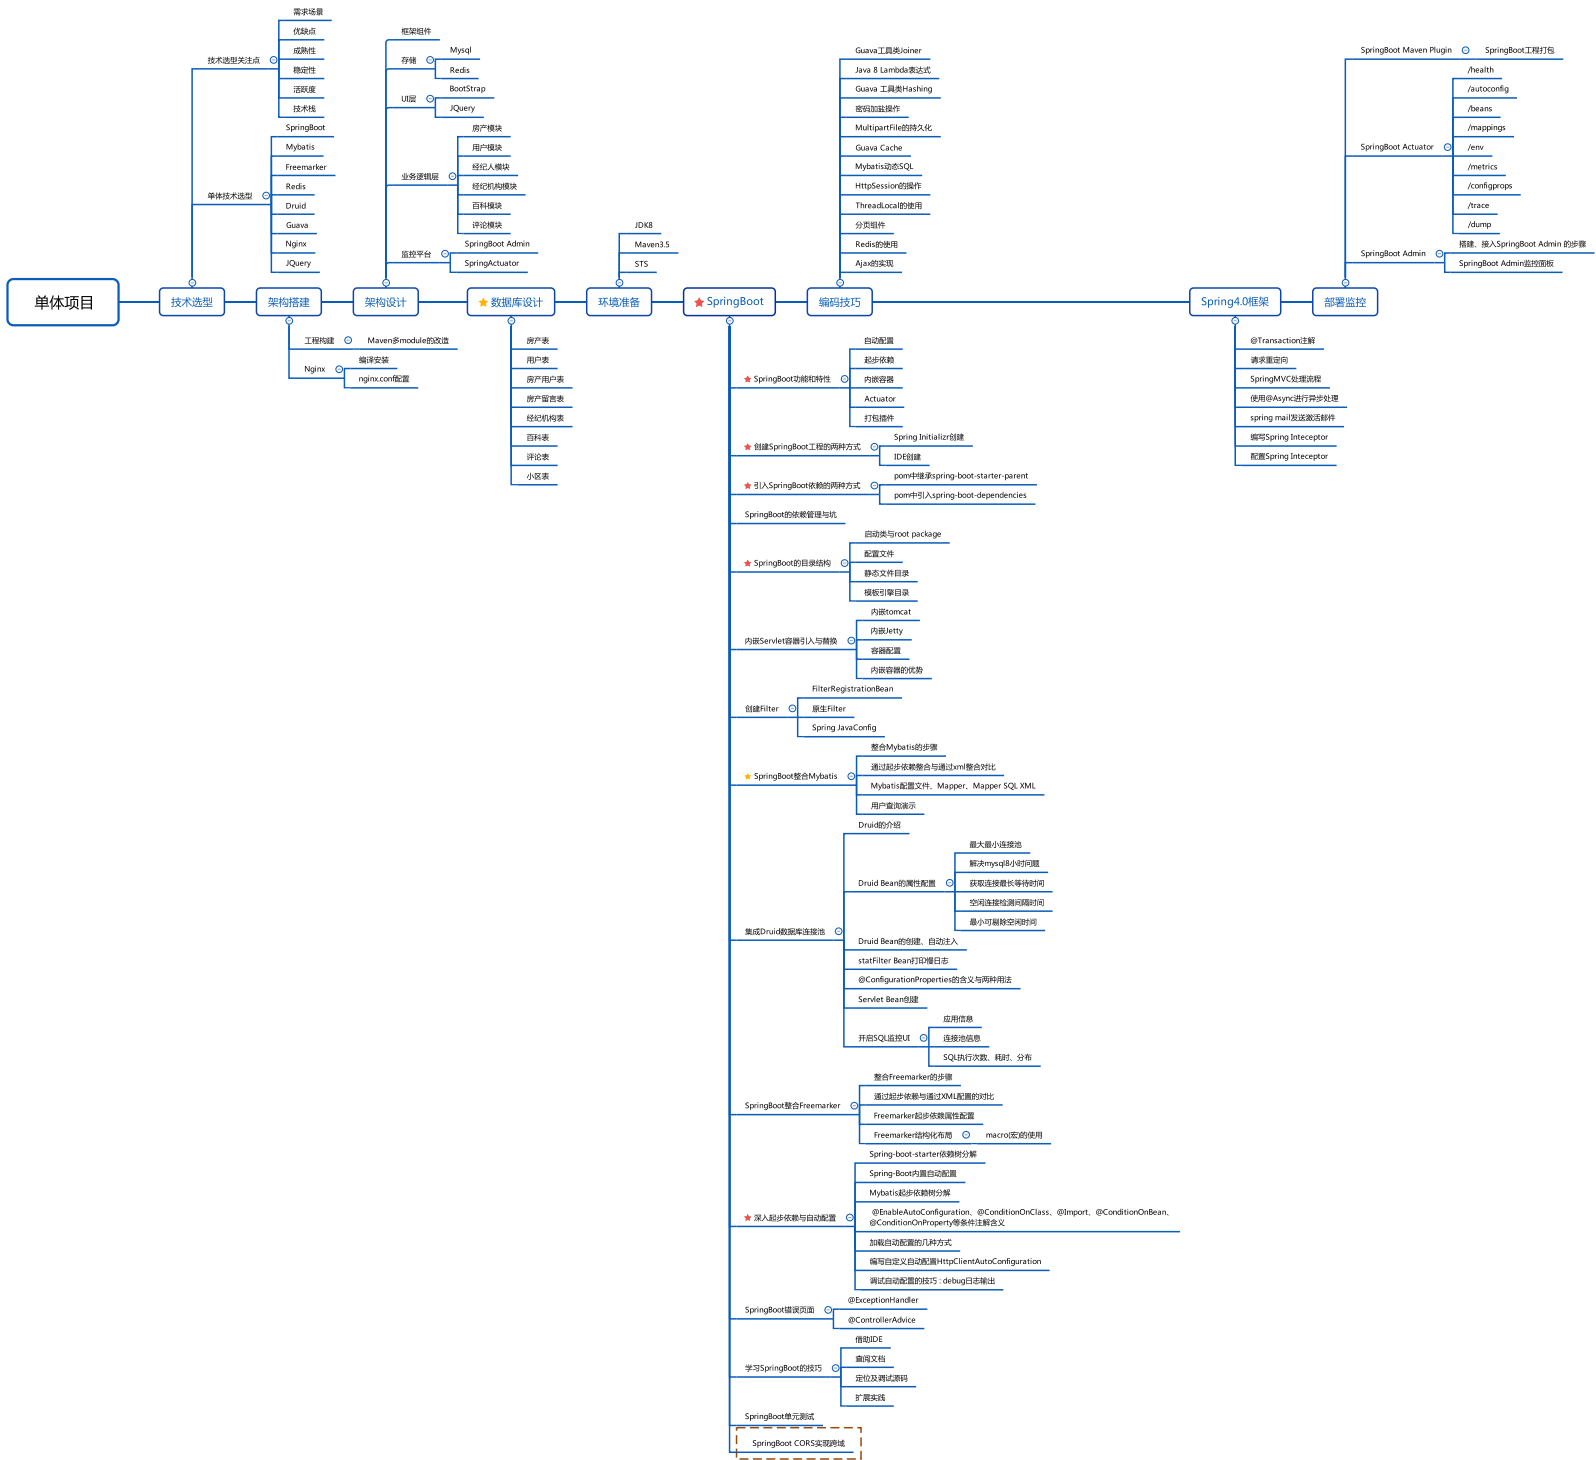 单体项目
技术选型
技术选型关注点
需求场景
优缺点
成熟性
稳定性
活跃度
技术栈
单体技术选型
SpringBoot
Mybatis
Freemarker
Redis
Druid
Guava
Nginx
JQuery
架构搭建
工程构建
Maven多module的改造
Nginx
编译安装
nginx.conf配置
架构设计
框架组件
存储
Mysql
Redis
UI层
BootStrap
JQuery
业务逻辑层
房产模块
用户模块
经纪人模块
经纪机构模块
百科模块
评论模块
监控平台
SpringBoot Admin
SpringActuator
数据库设计
房产表
用户表
房产用户表
房产留言表
经纪机构表
百科表
评论表
小区表
环境准备
JDK8
Maven3.5
STS
SpringBoot
SpringBoot功能和特性
自动配置
起步依赖
内嵌容器
Actuator
打包插件
创建SpringBoot工程的两种方式
Spring Initializr创建
IDE创建
引入SpringBoot依赖的两种方式
pom中继承spring-boot-starter-parent
pom中引入spring-boot-dependencies
SpringBoot的依赖管理与坑
SpringBoot的目录结构
启动类与root package
配置文件
静态文件目录
模板引擎目录
内嵌Servlet容器引入与替换
内嵌tomcat
内嵌Jetty
容器配置
内嵌容器的优势
创建Filter
FilterRegistrationBean
原生Filter
Spring JavaConfig
SpringBoot整合Mybatis
整合Mybatis的步骤
通过起步依赖整合与通过xml整合对比
Mybatis配置文件、Mapper、Mapper SQL XML
用户查询演示
集成Druid数据库连接池
Druid的介绍
Druid Bean的属性配置
最大最小连接池
解决mysql8小时问题
获取连接最长等待时间
空闲连接检测间隔时间
最小可剔除空闲时间
Druid Bean的创建、自动注入
statFilter Bean打印慢日志
@ConfigurationProperties的含义与两种用法
Servlet Bean创建
开启SQL监控UI
应用信息
连接池信息
SQL执行次数、耗时、分布
SpringBoot整合Freemarker
整合Freemarker的步骤
通过起步依赖与通过XML配置的对比
Freemarker起步依赖属性配置
Freemarker结构化布局
macro(宏)的使用
深入起步依赖与自动配置
Spring-boot-starter依赖树分解
Spring-Boot内置自动配置
Mybatis起步依赖树分解
@EnableAutoConfiguration、@ConditionOnClass、@Import、@ConditionOnBean、
@ConditionOnProperty等条件注解含义
加载自动配置的几种方式
编写自定义自动配置HttpClientAutoConfiguration
调试自动配置的技巧：debug日志输出
SpringBoot错误页面
@ExceptionHandler
@ControllerAdvice
学习SpringBoot的技巧
借助IDE
查阅文档
定位及调试源码
扩展实践
SpringBoot单元测试
SpringBoot CORS实现跨域
编码技巧
Guava工具类Joiner
Java 8 Lambda表达式
Guava 工具类Hashing
密码加盐操作
MultipartFile的持久化
Guava Cache
Mybatis动态SQL
HttpSession的操作
ThreadLocal的使用
分页组件
Redis的使用
Ajax的实现
Spring4.0框架
@Transaction注解
请求重定向
SpringMVC处理流程
使用@Async进行异步处理
spring mail发送激活邮件
编写Spring Inteceptor
配置Spring Inteceptor
部署监控
SpringBoot Maven Plugin
SpringBoot工程打包
SpringBoot Actuator
/health
/autoconfig
/beans
/mappings
/env
/metrics
/configprops
/trace
/dump
SpringBoot Admin
搭建、接入SpringBoot Admin 的步骤
SpringBoot Admin监控面板